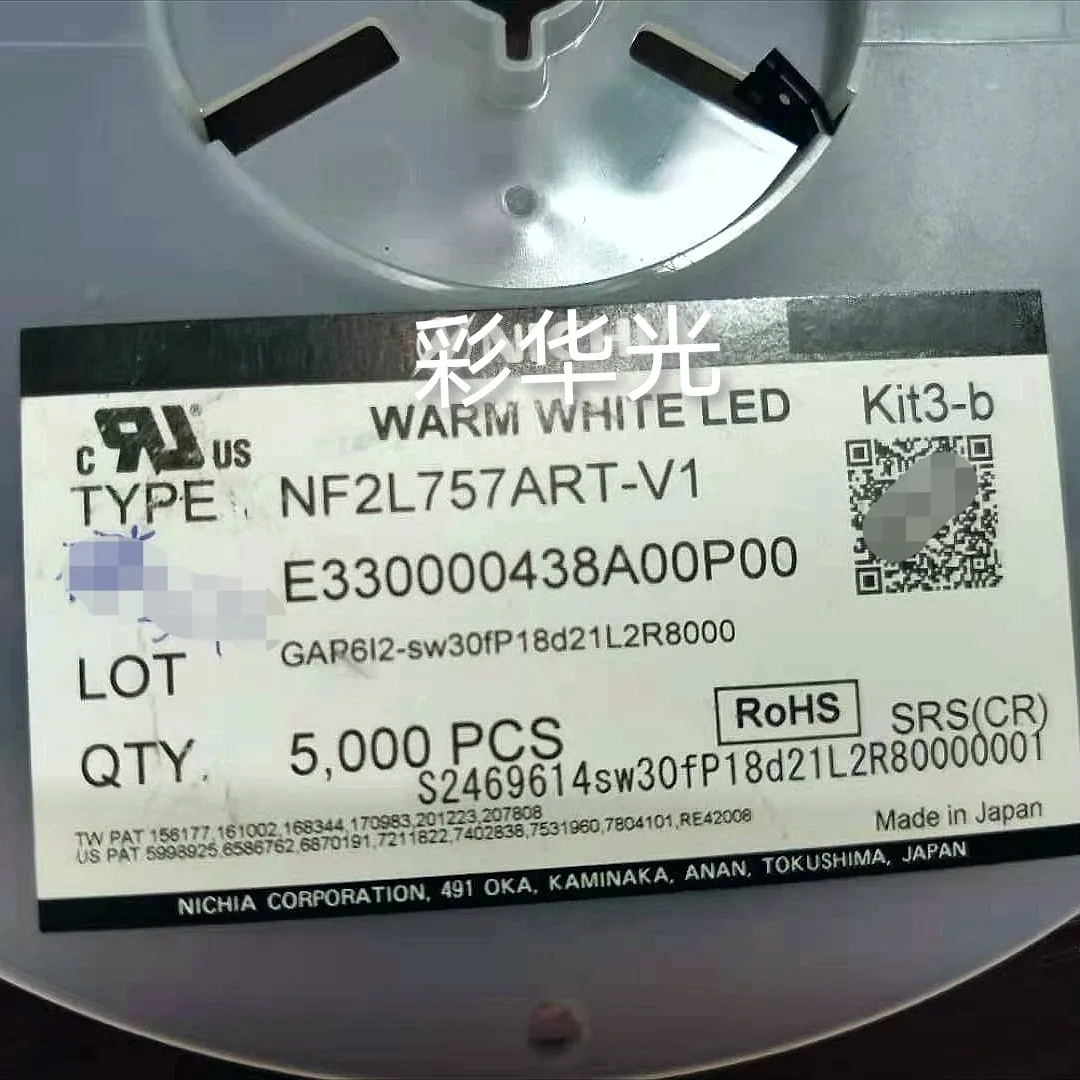 彩华光
WARM WHITE LED
Kit3-b
c RU® US
TYPE NF2L757ART-V1
E330000438A00P00
LOT GAP6I2-sw30fP18d21L2R8000
RoHS SRS(CR)
QTY. 5,000 PCS
S2469614sw30fP18d21L2R80000001
TW PAT 156177,161002,168344,170983,201223,207808
US PAT 5998925,6586762,6870191,7211822,7402838,7531960,7804101,RE42008
Made in Japan
NICHIA CORPORATION, 491 OKA, KAMINAKA, ANAN, TOKUSHIMA, JAPAN